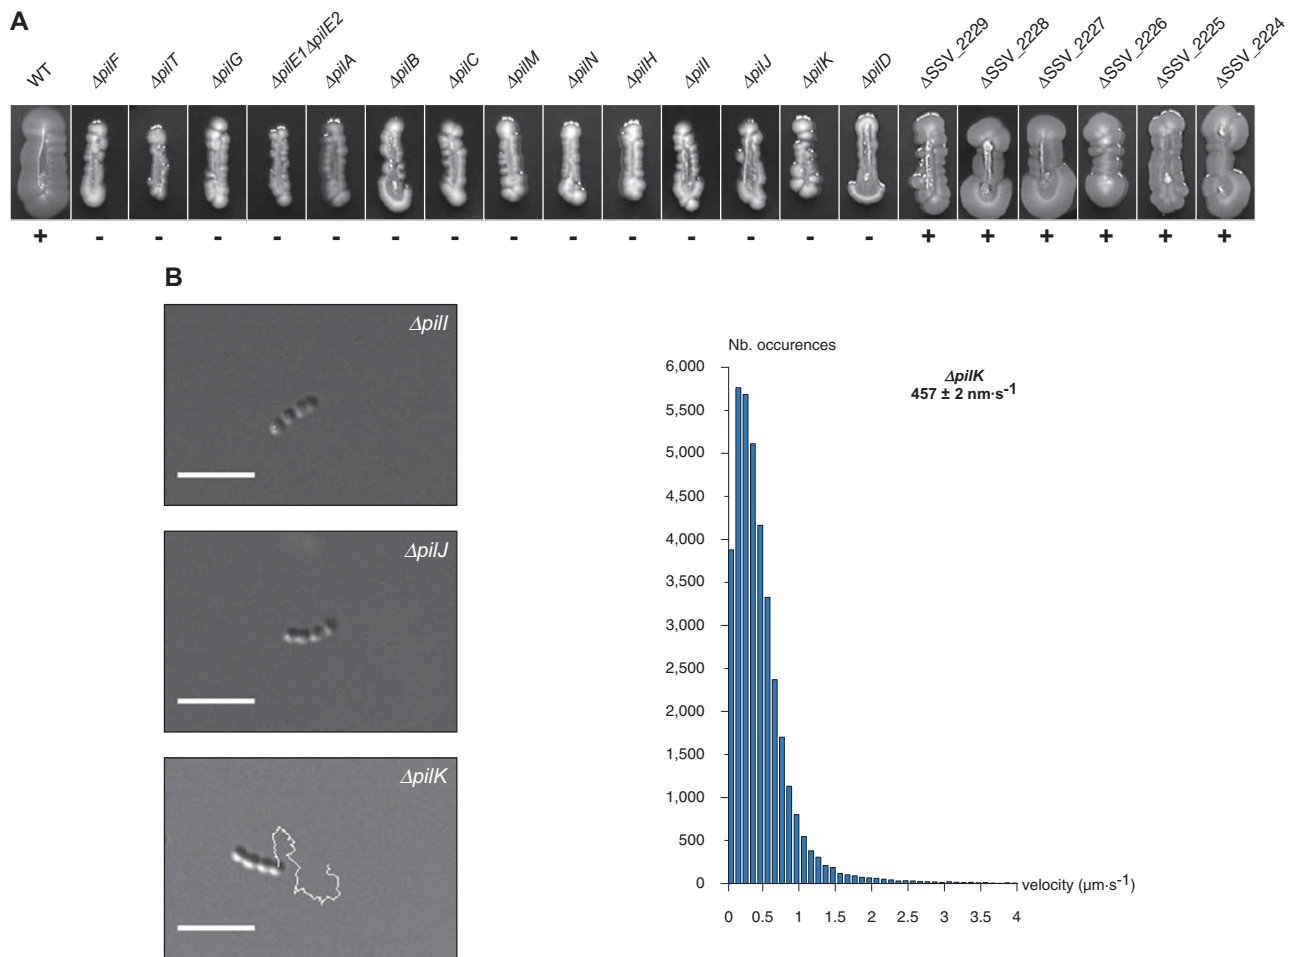 A
WT ΔpilF ΔpilT ΔpilG ΔpilE1ΔpilE2 ΔpilA ΔpilB ΔpilC ΔpilM ΔpilN ΔpilH ΔpilI ΔpilJ ΔpilK ΔpilD ΔSSV_2229 ΔSSV_2228 ΔSSV_2227 ΔSSV_2226 ΔSSV_2225 ΔSSV_2224
+ - - - - - - - - - - - - - - + + + + + +
B
ΔpilI
ΔpilJ
ΔpilK
Nb. occurences
ΔpilK
457 ± 2 nm·s-1
6,000
5,500
5,000
4,500
4,000
3,500
3,000
2,500
2,000
1,500
1,000
500
0
velocity (µm·s-1)
0 0.5 1 1.5 2 2.5 3 3.5 4